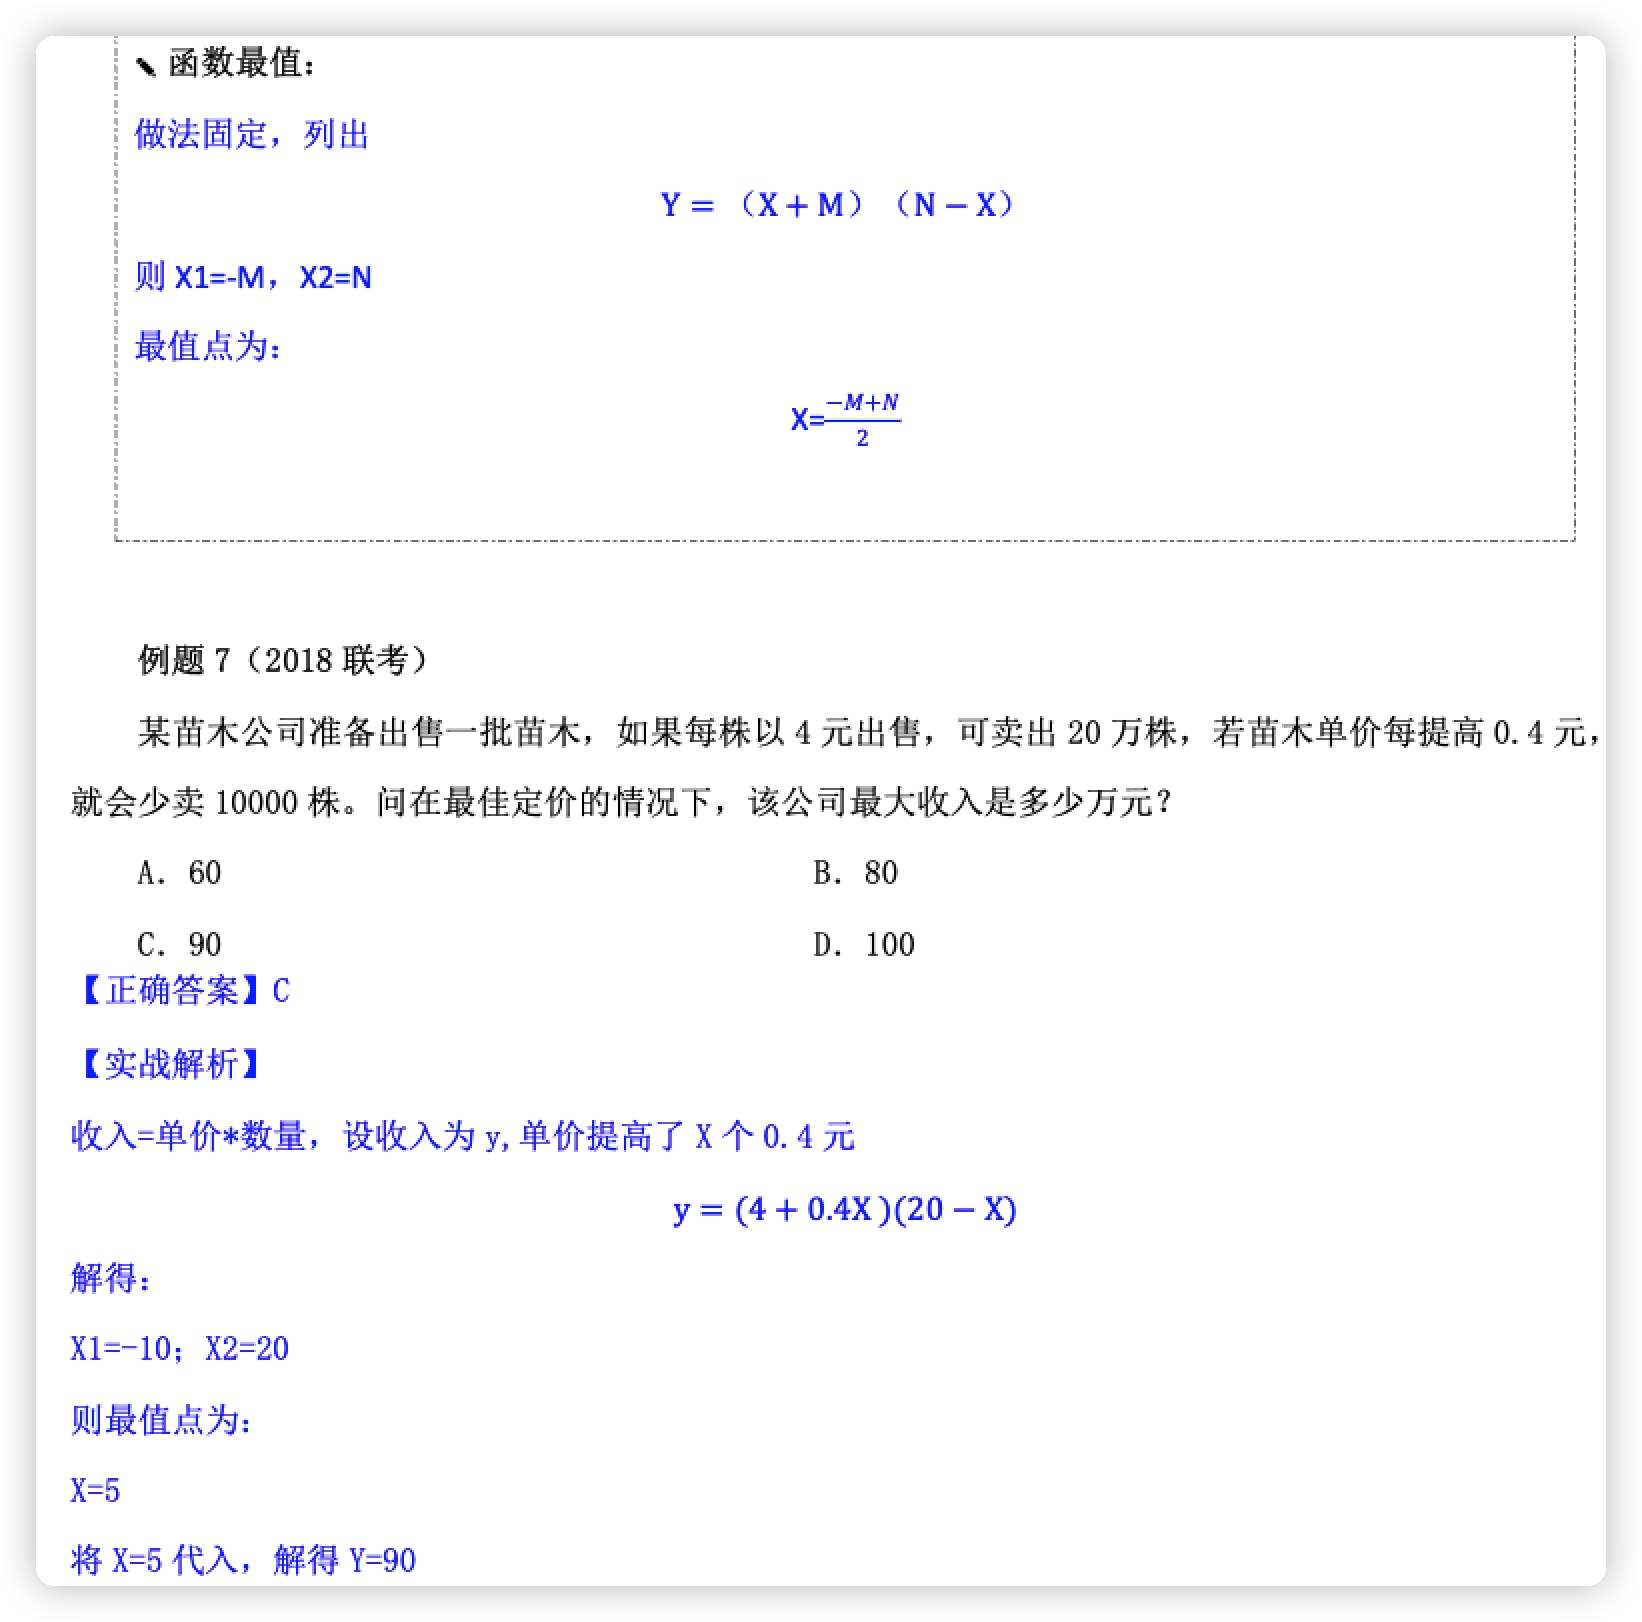 函数最值：
做法固定，列出
Y = （X + M）（N − X）
则 X1=-M，X2=N
最值点为：
X=\frac{−M+N}{2}
例题 7（2018 联考）
某苗木公司准备出售一批苗木，如果每株以 4 元出售，可卖出 20 万株，若苗木单价每提高 0.4 元，
就会少卖 10000 株。问在最佳定价的情况下，该公司最大收入是多少万元？
A. 60 B. 80
C. 90 D. 100
【正确答案】C
【实战解析】
收入=单价*数量，设收入为 y,单价提高了 X 个 0.4 元
y = (4 + 0.4X )(20 − X)
解得：
X1=-10；X2=20
则最值点为：
X=5
将 X=5 代入，解得 Y=90